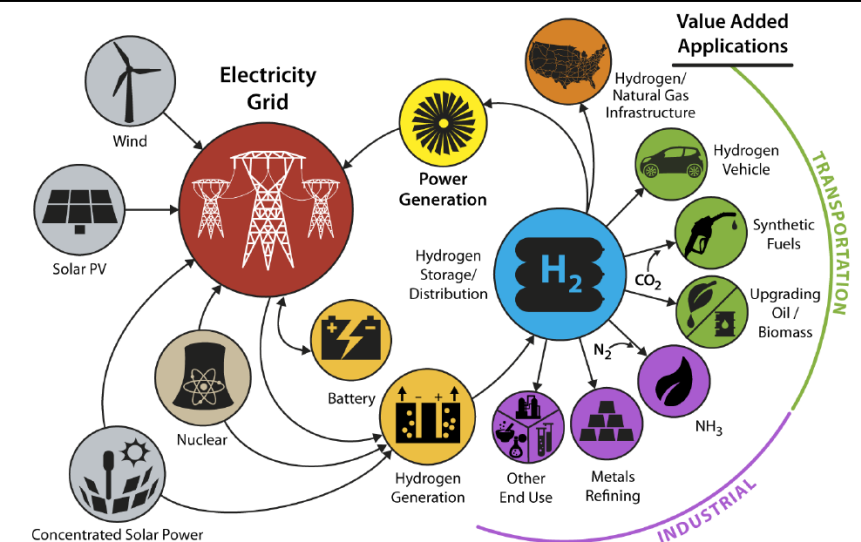 Value Added
Applications
Electricity
Grid
Wind
Hydrogen/
Natural Gas
Infrastructure
Power
Generation
Hydrogen
Vehicle
TRANSPORTATION
Solar PV
Hydrogen
Storage/
Distribution
H2
Synthetic
Fuels
CO2
Upgrading
Oil /
Biomass
N2
Battery
NH3
Nuclear
Hydrogen
Generation
Other
End Use
Metals
Refining
INDUSTRIAL
Concentrated Solar Power